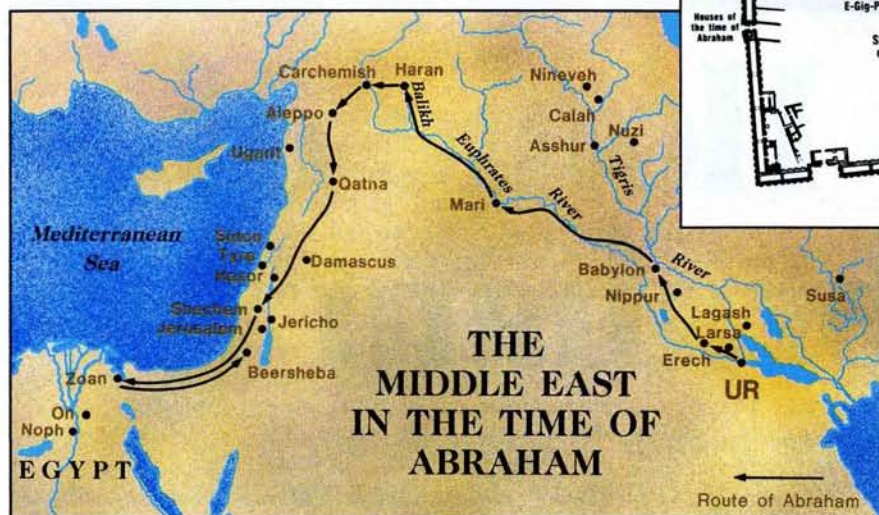 E-Gig-P
Houses of
the time of
Abraham
S
Carchemish
Haran
Nineveh
Balikh
Calah
Aleppo
Nuzi
Asshur
Ugarit
Euphrates
Tigris
Qatna
Mari
River
Mediterranean
Sea
Sidon
Tyre
Hazor
Damascus
Babylon
River
Nippur
Susa
Shechem
Jerusalem
Jericho
Lagash
Larsa
Erech
Beersheba
Zoan
UR
THE
MIDDLE EAST
IN THE TIME OF
ABRAHAM
On
Noph
EGYPT
Route of Abraham